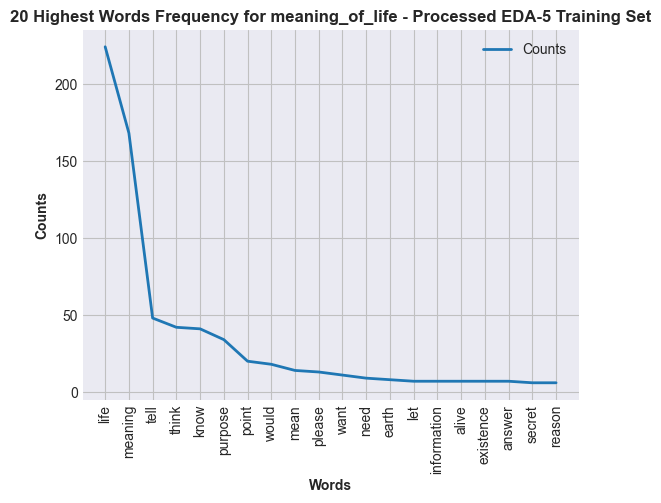 20 Highest Words Frequency for meaning_of_life - Processed EDA-5 Training Set
Counts
200
150
100
50
0
Counts
life
meaning
tell
think
know
purpose
point
would
mean
please
want
need
earth
let
information
alive
existence
answer
secret
reason
Words